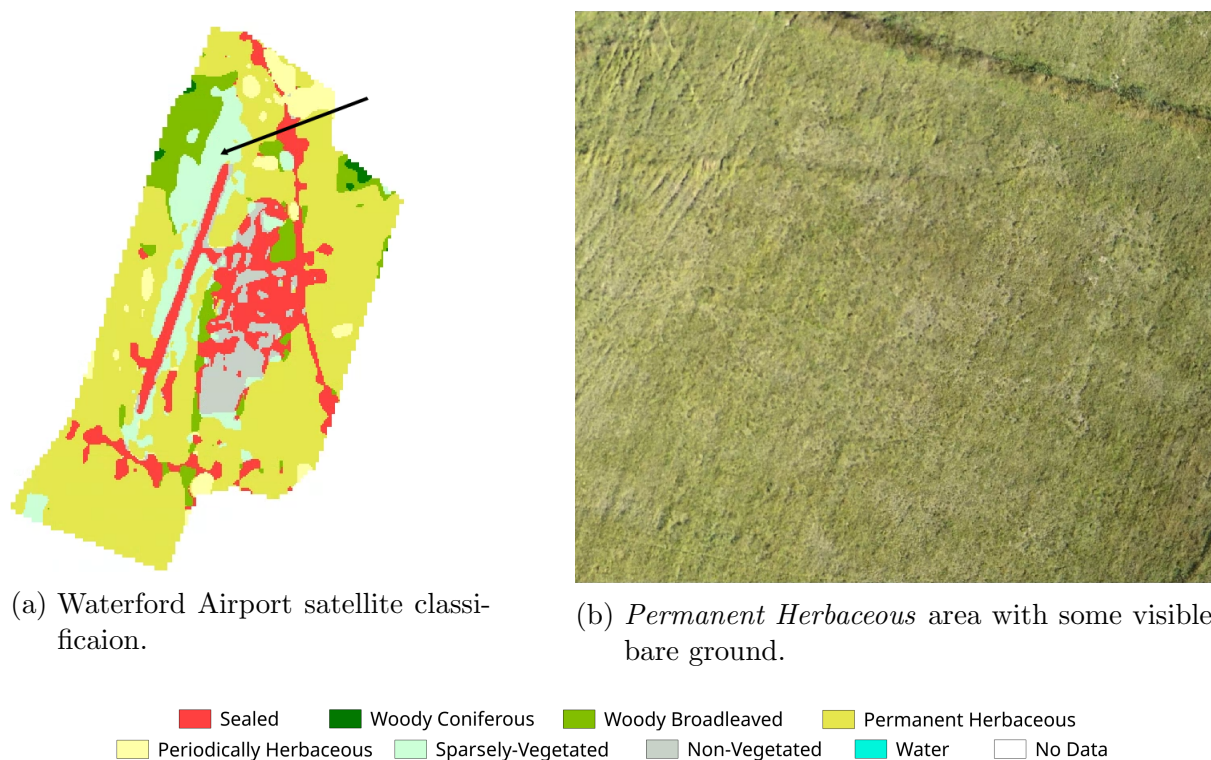 (a) Waterford Airport satellite classi-
ficaion.
(b) Permanent Herbaceous area with some visible
bare ground.
Sealed Woody Coniferous Woody Broadleaved Permanent Herbaceous
Periodically Herbaceous Sparsely-Vegetated Non-Vegetated Water No Data